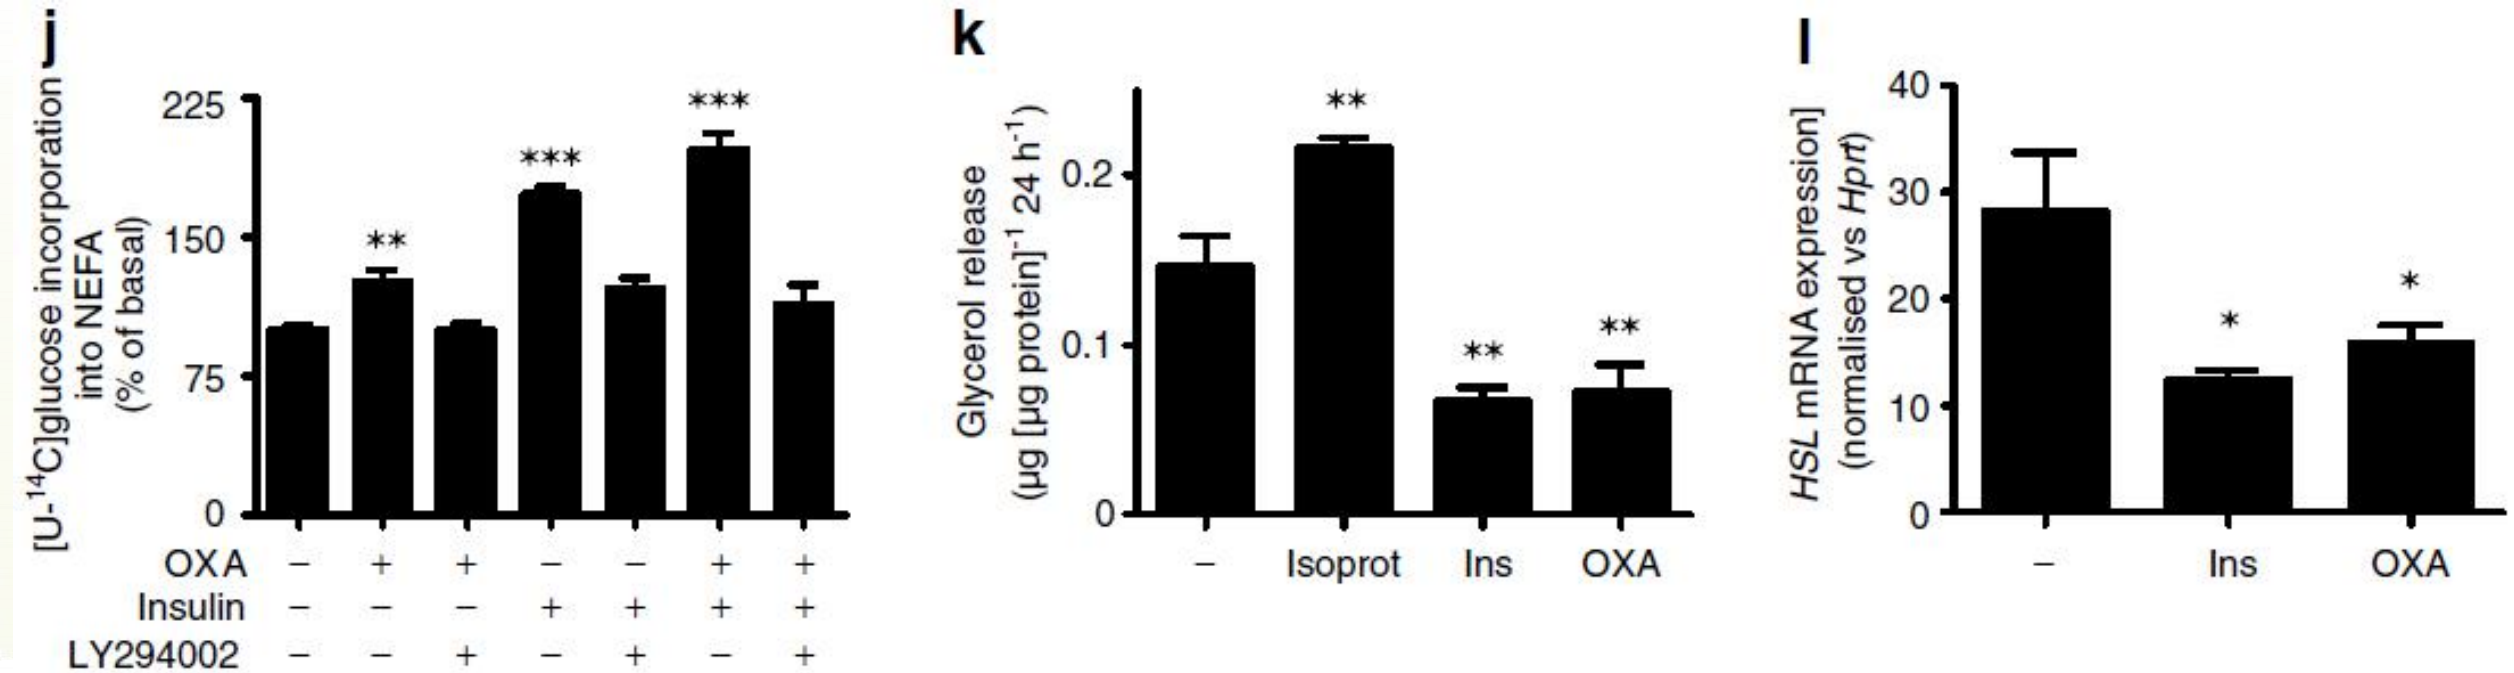 j
[U-¹⁴C]glucose incorporation
into NEFA
(% of basal)
225
150
75
0
**
***
***
OXA − + + − − + +
Insulin − − − + + + +
LY294002 − − + − + − +
k
Glycerol release
(µg [µg protein]⁻¹ 24 h⁻¹)
0.2
0.1
0
**
**
**
− Isoprot Ins OXA
l
HSL mRNA expression]
(normalised vs Hprt)
40
30
20
10
0
*
*
− Ins OXA